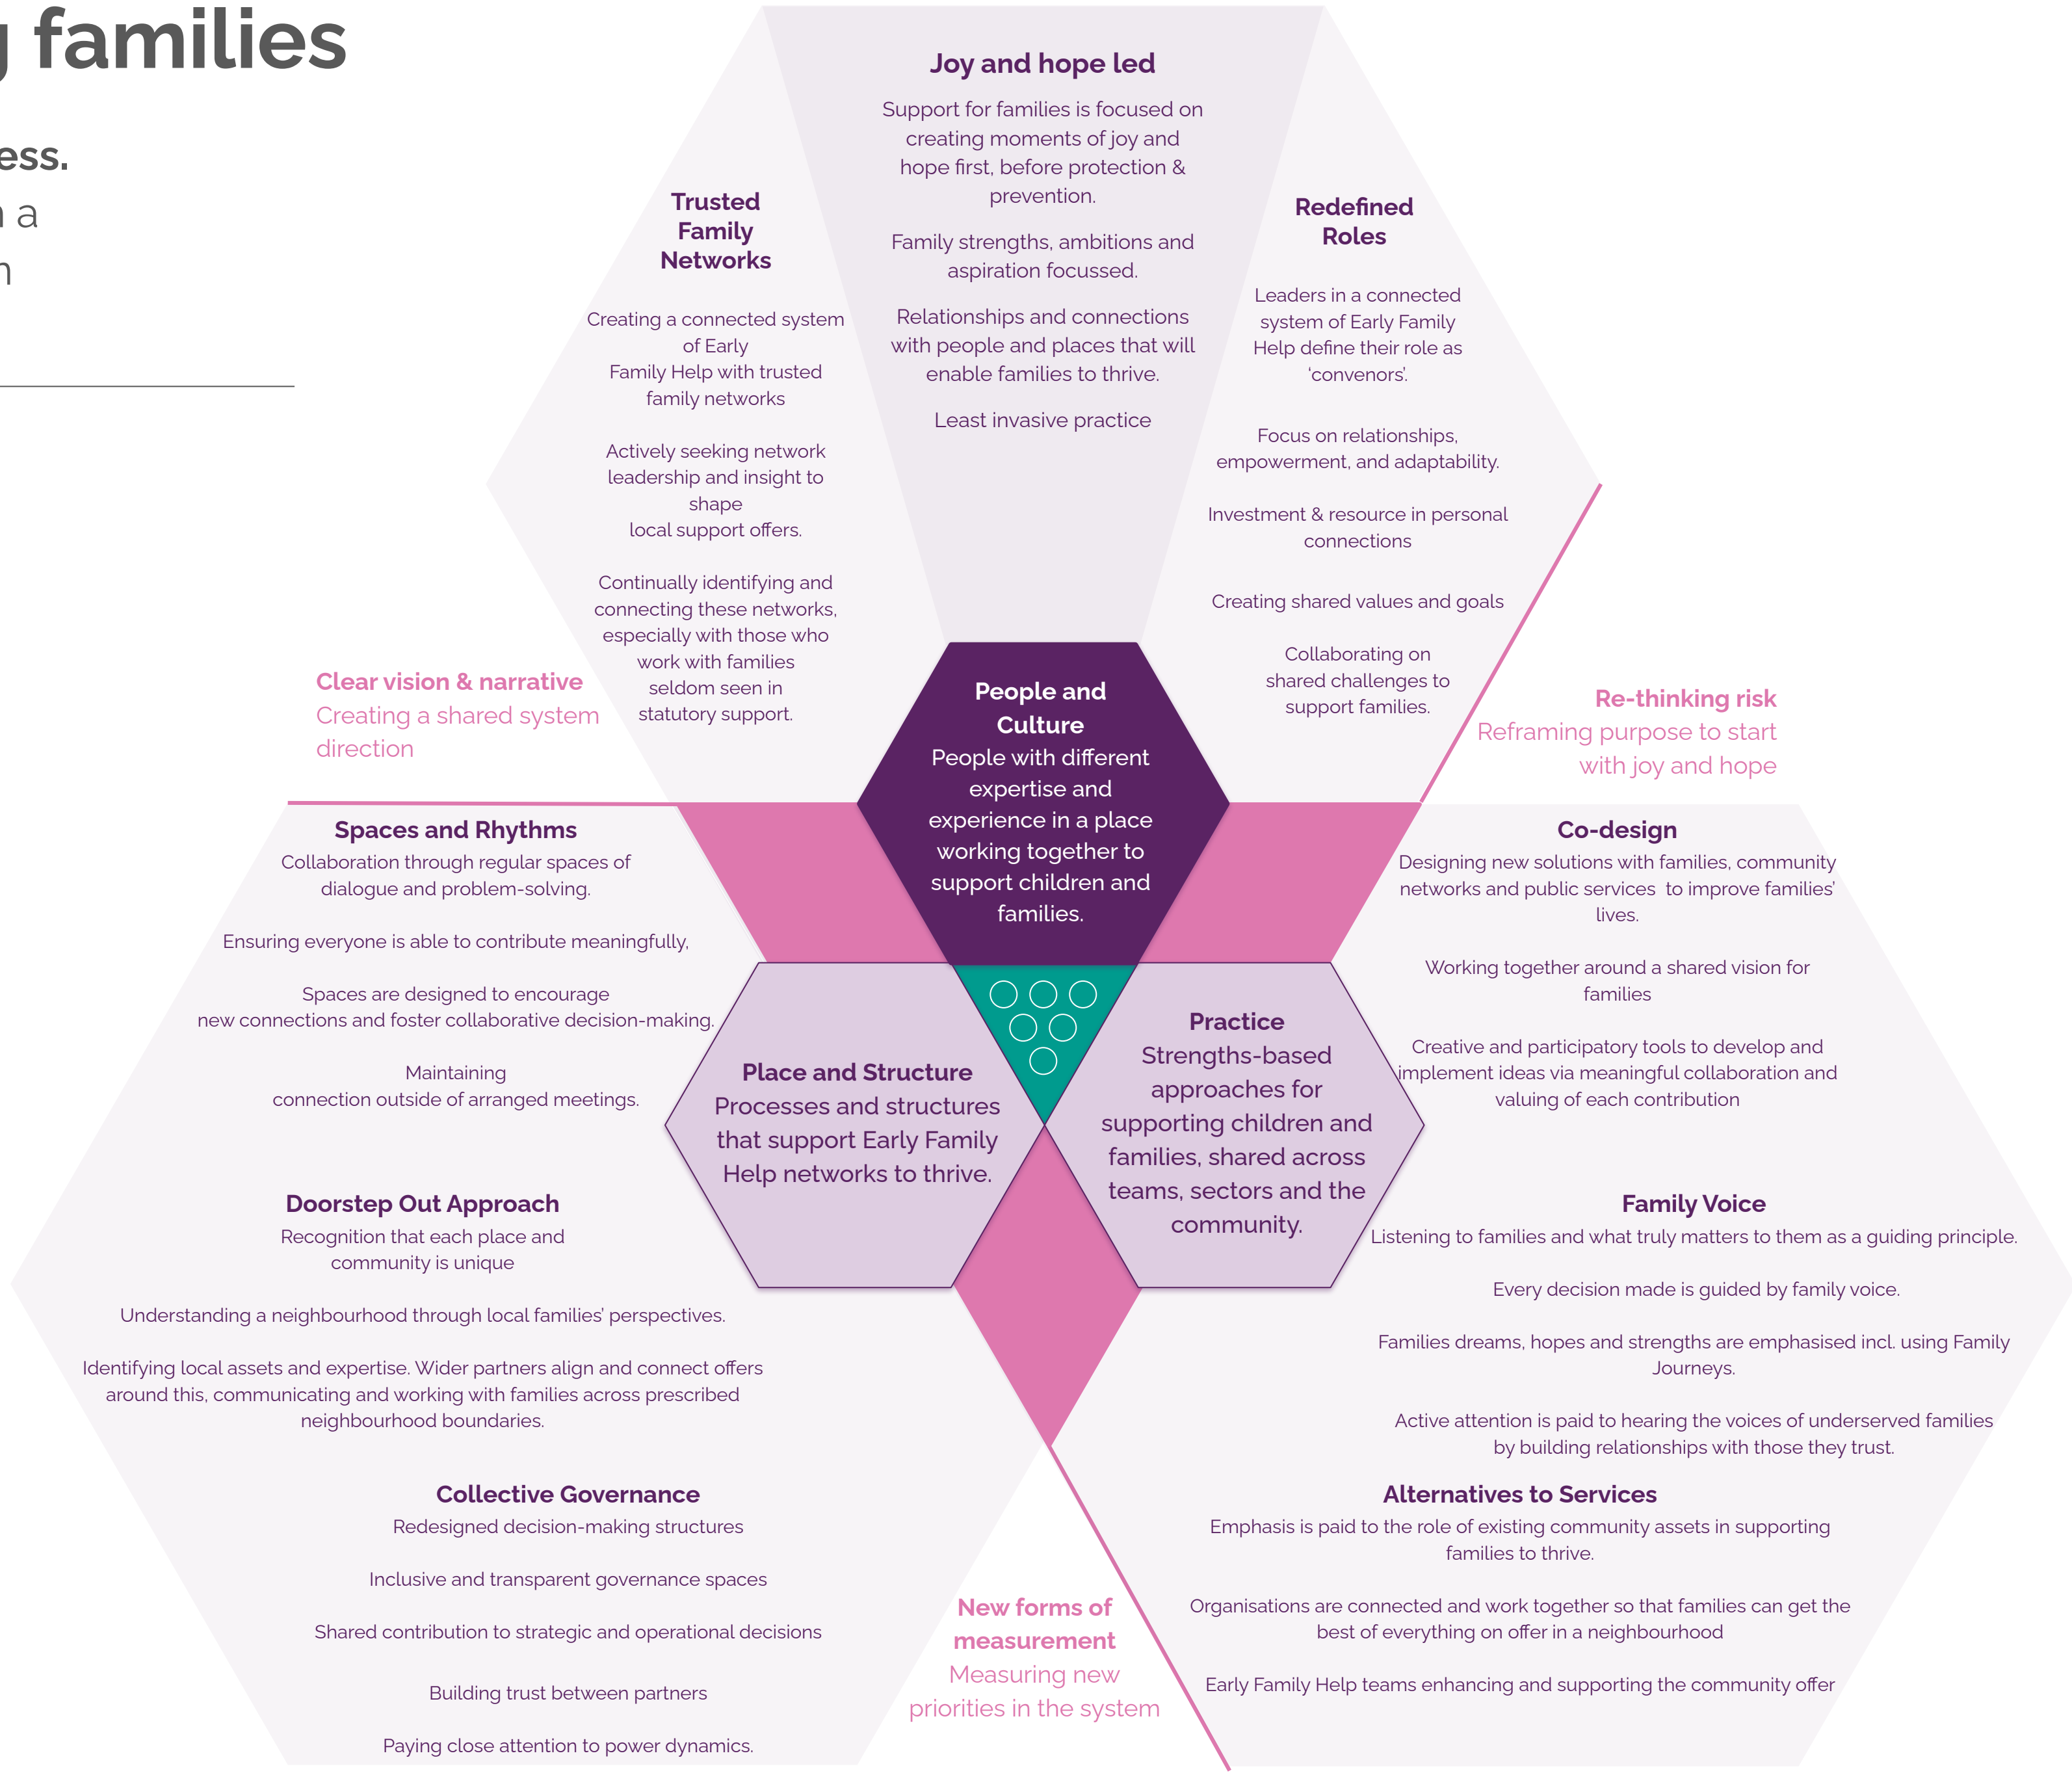 families
ess.
a
Joy and hope led
Support for families is focused on
creating moments of joy and
hope first, before protection &
prevention.
Family strengths, ambitions and
aspiration focussed.
Relationships and connections
with people and places that will
enable families to thrive.
Least invasive practice
Trusted
Family
Networks
Creating a connected system
of Early
Family Help with trusted
family networks
Actively seeking network
leadership and insight to
shape
local support offers.
Continually identifying and
connecting these networks,
especially with those who
work with families
seldom seen in
statutory support.
Redefined
Roles
Leaders in a connected
system of Early Family
Help define their role as
‘convenors’.
Focus on relationships,
empowerment, and adaptability.
Investment & resource in personal
connections
Creating shared values and goals
Collaborating on
shared challenges to
support families.
Clear vision & narrative
Creating a shared system
direction
People and
Culture
People with different
expertise and
experience in a place
working together to
support children and
families.
Re-thinking risk
Reframing purpose to start
with joy and hope
Spaces and Rhythms
Collaboration through regular spaces of
dialogue and problem-solving.
Ensuring everyone is able to contribute meaningfully,
Spaces are designed to encourage
new connections and foster collaborative decision-making.
Maintaining
connection outside of arranged meetings.
Doorstep Out Approach
Recognition that each place and
community is unique
Understanding a neighbourhood through local families’ perspectives.
Identifying local assets and expertise. Wider partners align and connect offers
around this, communicating and working with families across prescribed
neighbourhood boundaries.
Collective Governance
Redesigned decision-making structures
Inclusive and transparent governance spaces
Shared contribution to strategic and operational decisions
Building trust between partners
Paying close attention to power dynamics.
Place and Structure
Processes and structures
that support Early Family
Help networks to thrive.
Practice
Strengths-based
approaches for
supporting children and
families, shared across
teams, sectors and the
community.
Co-design
Designing new solutions with families, community
networks and public services to improve families’
lives.
Working together around a shared vision for
families
Creative and participatory tools to develop and
implement ideas via meaningful collaboration and
valuing of each contribution
Family Voice
Listening to families and what truly matters to them as a guiding principle.
Every decision made is guided by family voice.
Families dreams, hopes and strengths are emphasised incl. using Family
Journeys.
Active attention is paid to hearing the voices of underserved families
by building relationships with those they trust.
Alternatives to Services
Emphasis is paid to the role of existing community assets in supporting
families to thrive.
Organisations are connected and work together so that families can get the
best of everything on offer in a neighbourhood
Early Family Help teams enhancing and supporting the community offer
New forms of
measurement
Measuring new
priorities in the system